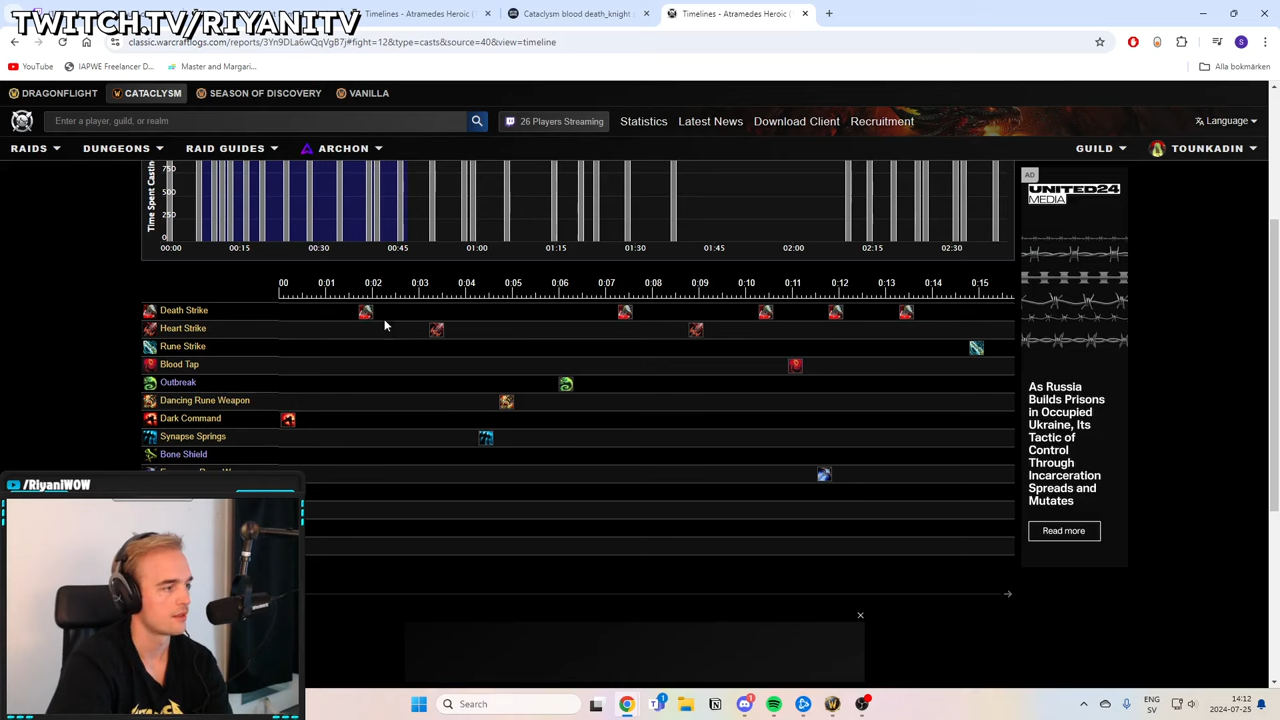 TWITCH.TV/RIYANITV
Timelines - Atramedes Heroic (
Cataclysm blood death_knight
Timelines - Atramedes Heroic (
classic.warcraftlogs.com/reports/3Yn9DLa6wQqVgB7j#fight=12&type=casts&source=40&view=timeline
YouTube
IAPWE Freelancer D...
Master and Margari...
Alla bokmärken
DRAGONFLIGHT
CATACLYSM
SEASON OF DISCOVERY
VANILLA
Enter a player, guild, or realm
26 Players Streaming
Statistics
Latest News
Download Client
Recruitment
Language
RAIDS
DUNGEONS
RAID GUIDES
ARCHON
GUILD
TOUNKADIN
Time Spent Castin
750
500
250
0
00:00 00:15 00:30 00:45 01:00 01:15 01:30 01:45 02:00 02:15 02:30
00 0:01 0:02 0:03 0:04 0:05 0:06 0:07 0:08 0:09 0:10 0:11 0:12 0:13 0:14 0:15
Death Strike
Heart Strike
Rune Strike
Blood Tap
Outbreak
Dancing Rune Weapon
Dark Command
Synapse Springs
Bone Shield
/RiyaniWOW
AD
UNITED24
MEDIA
As Russia
Builds Prisons
in Occupied
Ukraine, Its
Tactic of
Control
Through
Incarceration
Spreads and
Mutates
Read more
Search
ENG
SV
14:12
2024-07-25